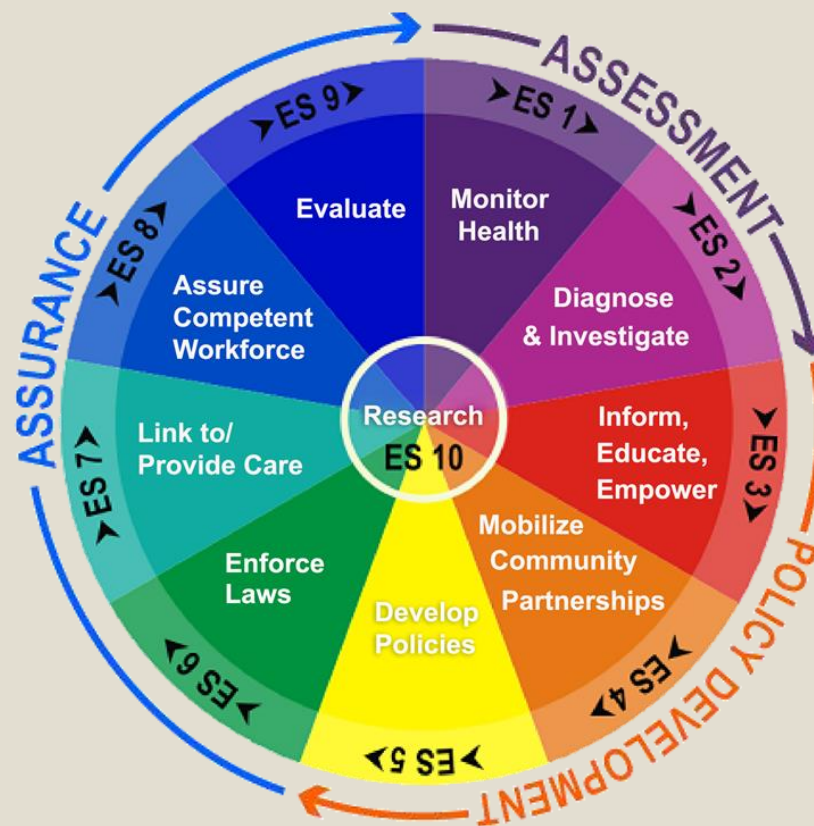 ASSESSMENT
POLICY DEVELOPMENT
ASSURANCE
➤ES 1➤
Monitor
Health
➤ES 2➤
Diagnose
& Investigate
➤ES 3➤
Inform,
Educate,
Empower
➤ES 4➤
Mobilize
Community
Partnerships
➤ES 5➤
Develop
Policies
➤ES 6➤
Enforce
Laws
➤ES 7➤
Link to/
Provide Care
➤ES 8➤
Assure
Competent
Workforce
➤ES 9➤
Evaluate
Research
ES 10